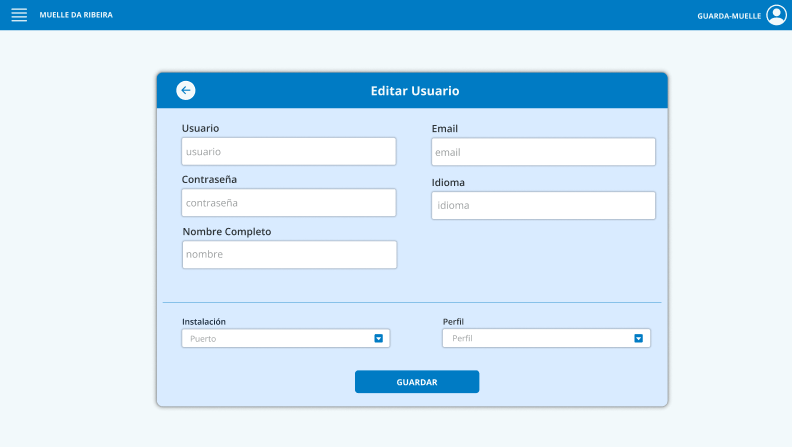 MUELLE DA RIBEIRA
GUARDA-MUELLE
Editar Usuario
Usuario
usuario
Email
email
Contraseña
contraseña
Idioma
idioma
Nombre Completo
nombre
Instalación
Puerto
Perfil
Perfil
GUARDAR